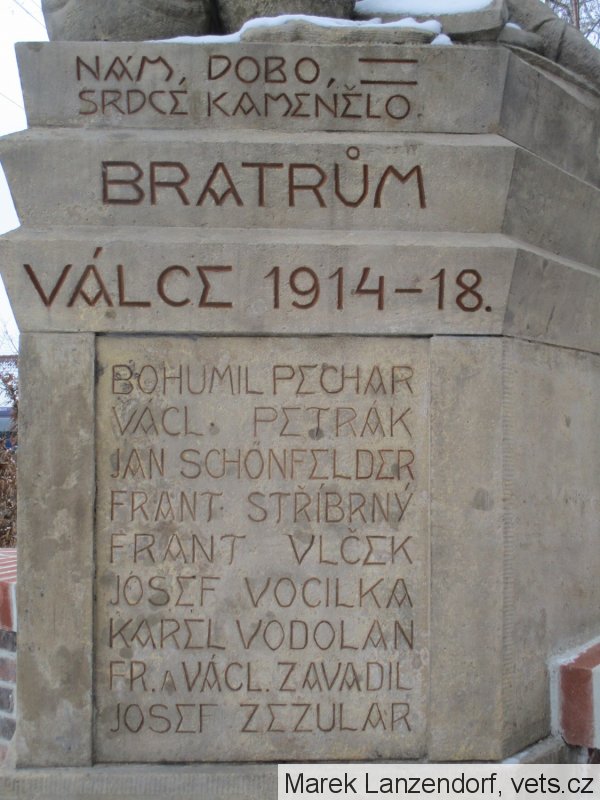 NÁM, DOBO, =
SRDCE KAMENĚLO.
BRATRŮM
VÁLCE 1914-18.
BOHUMIL PECHAR
VÁCL. PETRÁK
JAN SCHÖNFELDER
FRANT. STŘÍBRNÝ
FRANT VLČEK
JOSEF VOCILKA
KAREL VODOLAN
FR. A VÁCL. ZAVADIL
JOSEF ZEZULAR
Marek Lanzendorf, vets.cz